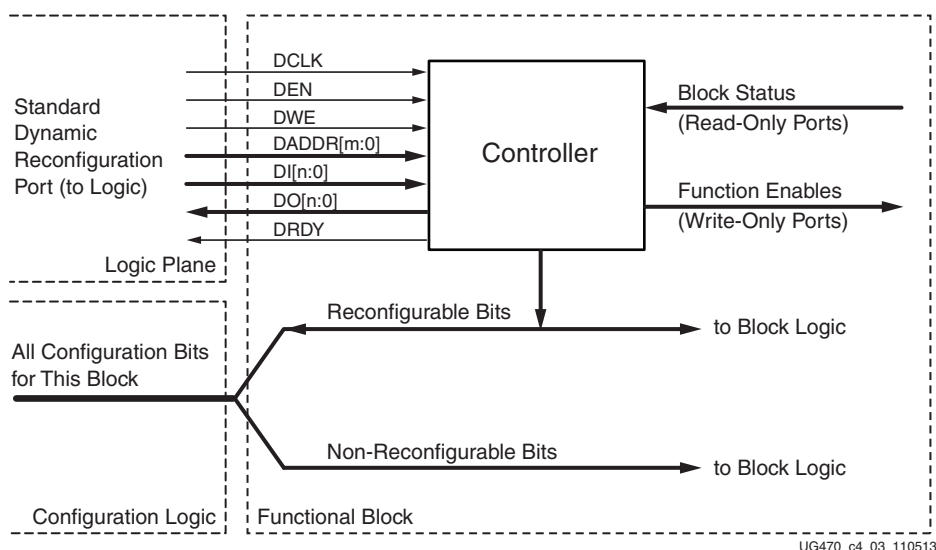 Standard
Dynamic
Reconfiguration
Port (to Logic)
DCLK
DEN
DWE
DADDR[m:0]
DI[n:0]
DO[n:0]
DRDY
Logic Plane
Controller
Block Status
(Read-Only Ports)
Function Enables
(Write-Only Ports)
All Configuration Bits
for This Block
Reconfigurable Bits
to Block Logic
Non-Reconfigurable Bits
to Block Logic
Configuration Logic
Functional Block
UG470_c4_03_110513